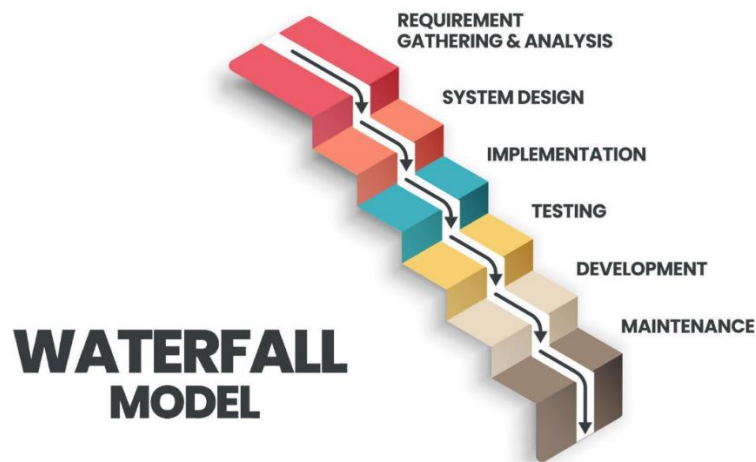 REQUIREMENT
GATHERING & ANALYSIS
SYSTEM DESIGN
IMPLEMENTATION
TESTING
DEVELOPMENT
MAINTENANCE
WATERFALL
MODEL